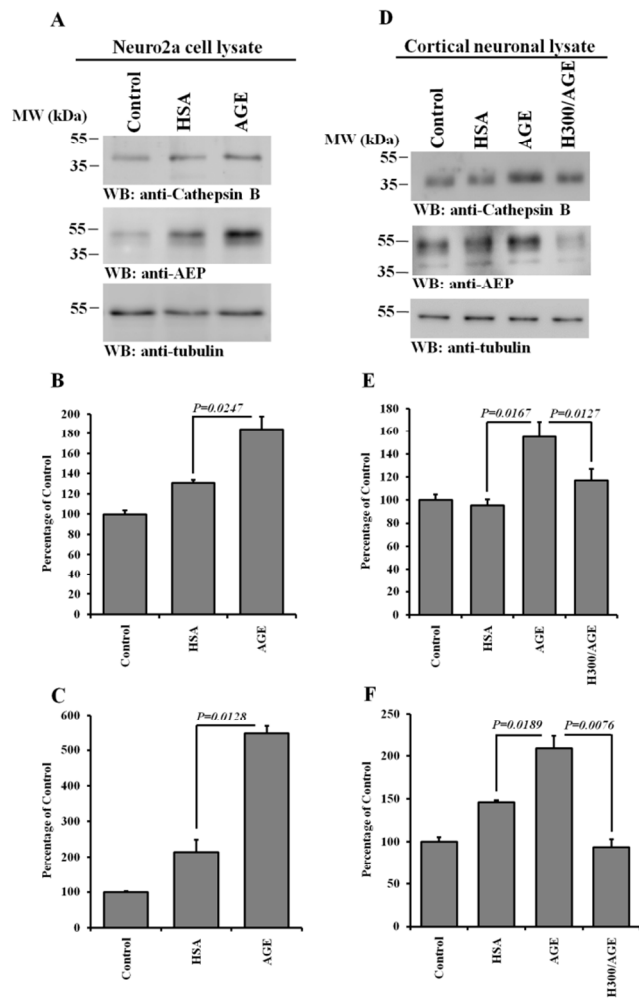 A
Neuro2a cell lysate
MW (kDa)
Control
HSA
AGE
55
35
WB: anti-Cathepsin B
55
35
WB: anti-AEP
55
WB: anti-tubulin
D
Cortical neuronal lysate
MW (kDa)
Control
HSA
AGE
H300/AGE
55
35
WB: anti-Cathepsin B
55
35
WB: anti-AEP
55
WB: anti-tubulin
B
P=0.0247
Percentage of Control
200
180
160
140
120
100
80
60
40
20
0
Control
HSA
AGE
E
P=0.0167
P=0.0127
Percentage of Control
180
160
140
120
100
80
60
40
20
0
Control
HSA
AGE
H300/AGE
C
P=0.0128
Percentage of Control
600
500
400
300
200
100
0
Control
HSA
AGE
F
P=0.0189
P=0.0076
Percentage of Control
250
200
150
100
50
0
Control
HSA
AGE
H300/AGE